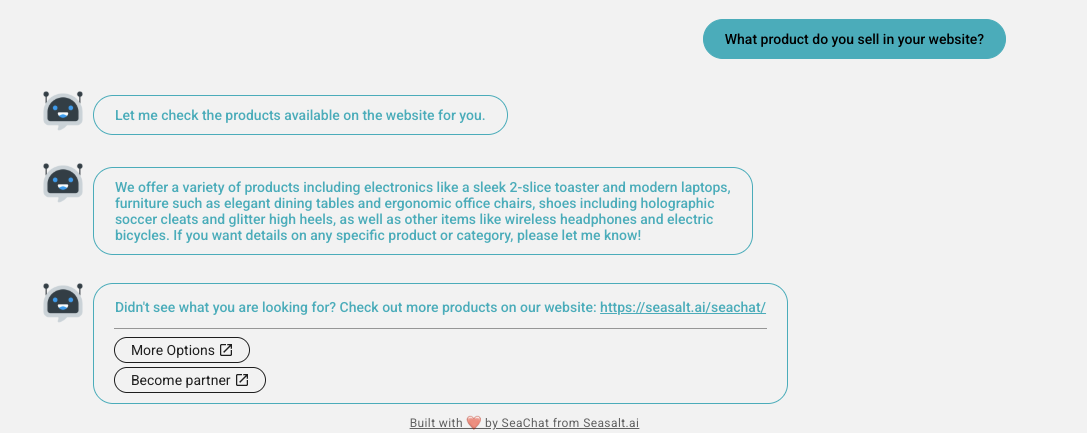 What product do you sell in your website?
Let me check the products available on the website for you.
We offer a variety of products including electronics like a sleek 2-slice toaster and modern laptops,
furniture such as elegant dining tables and ergonomic office chairs, shoes including holographic
soccer cleats and glitter high heels, as well as other items like wireless headphones and electric
bicycles. If you want details on any specific product or category, please let me know!
Didn't see what you are looking for? Check out more products on our website: https://seasalt.ai/seachat/
More Options
Become partner
Built with ❤️ by SeaChat from Seasalt.ai